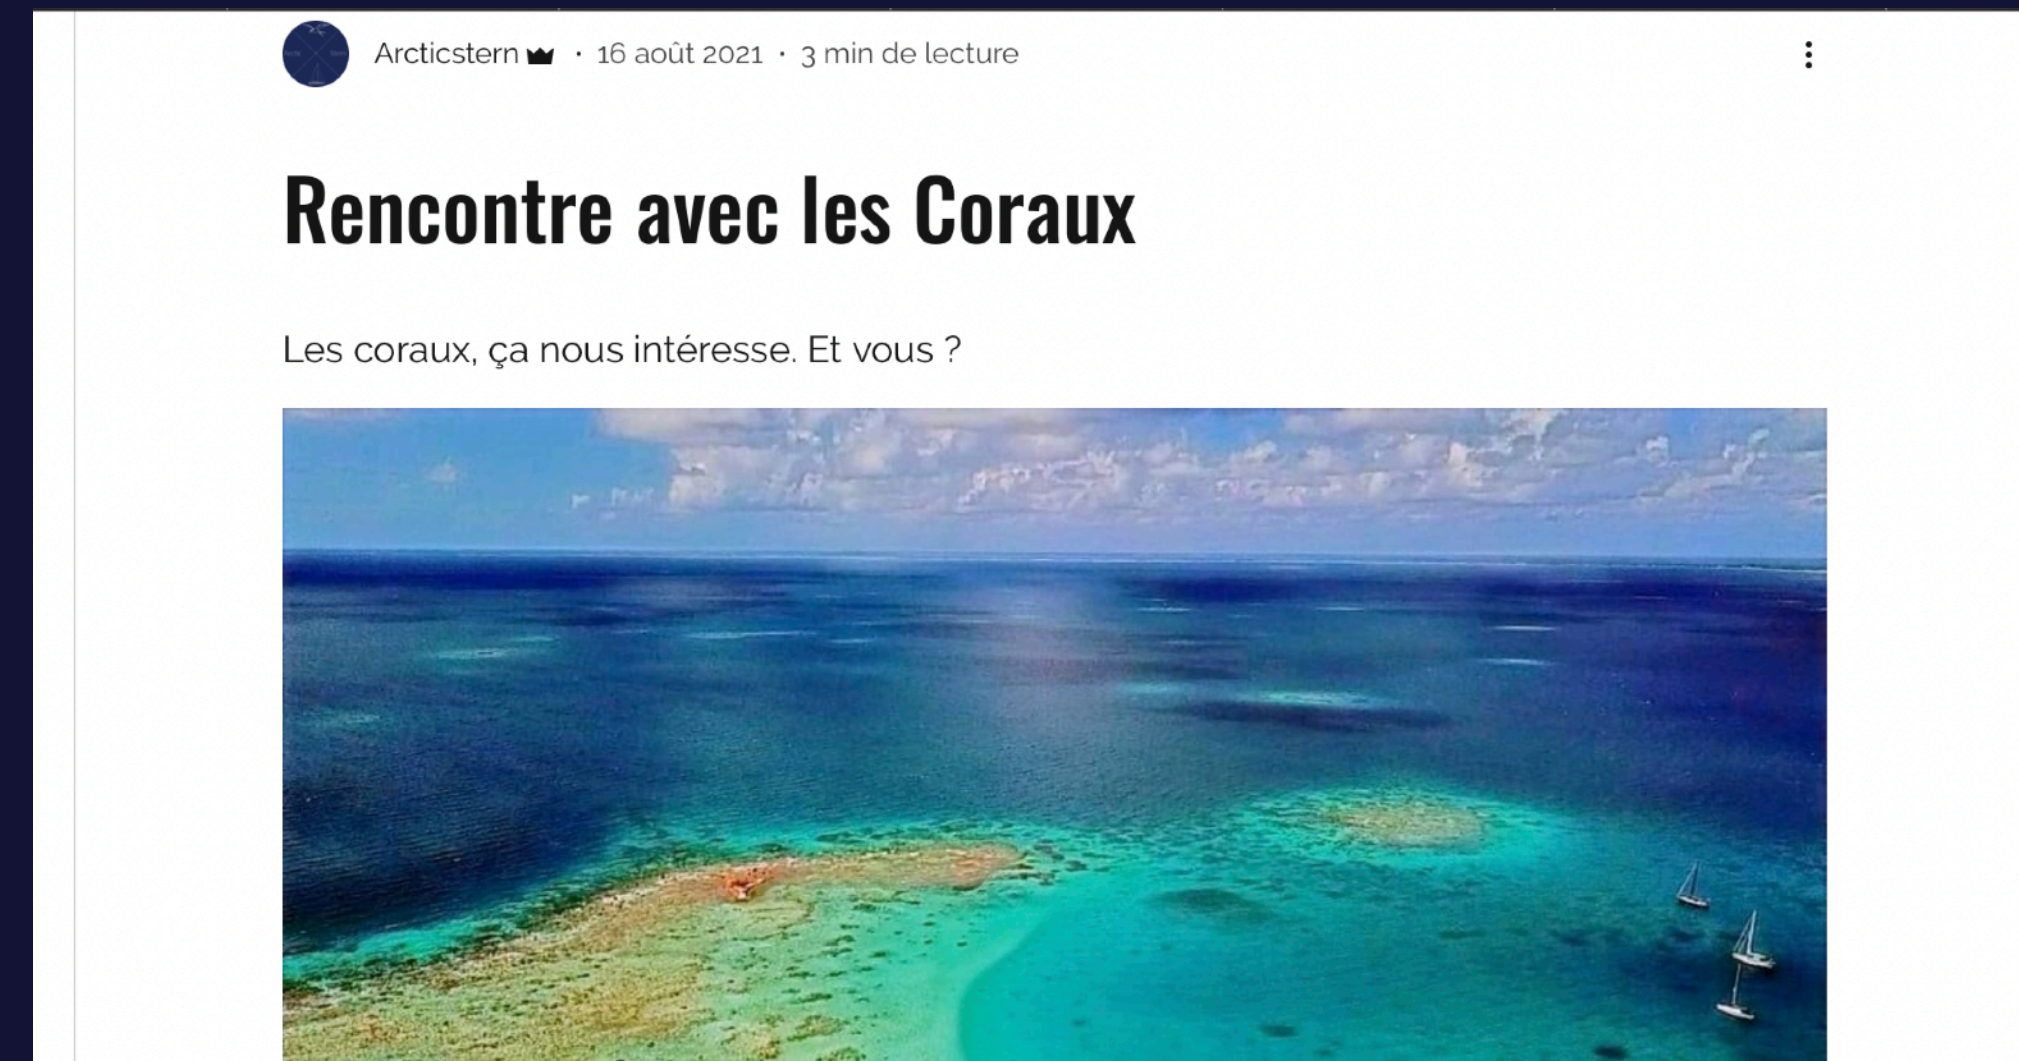 Arcticstern · 16 août 2021 · 3 min de lecture
Rencontre avec les Coraux
Les coraux, ça nous intéresse. Et vous ?